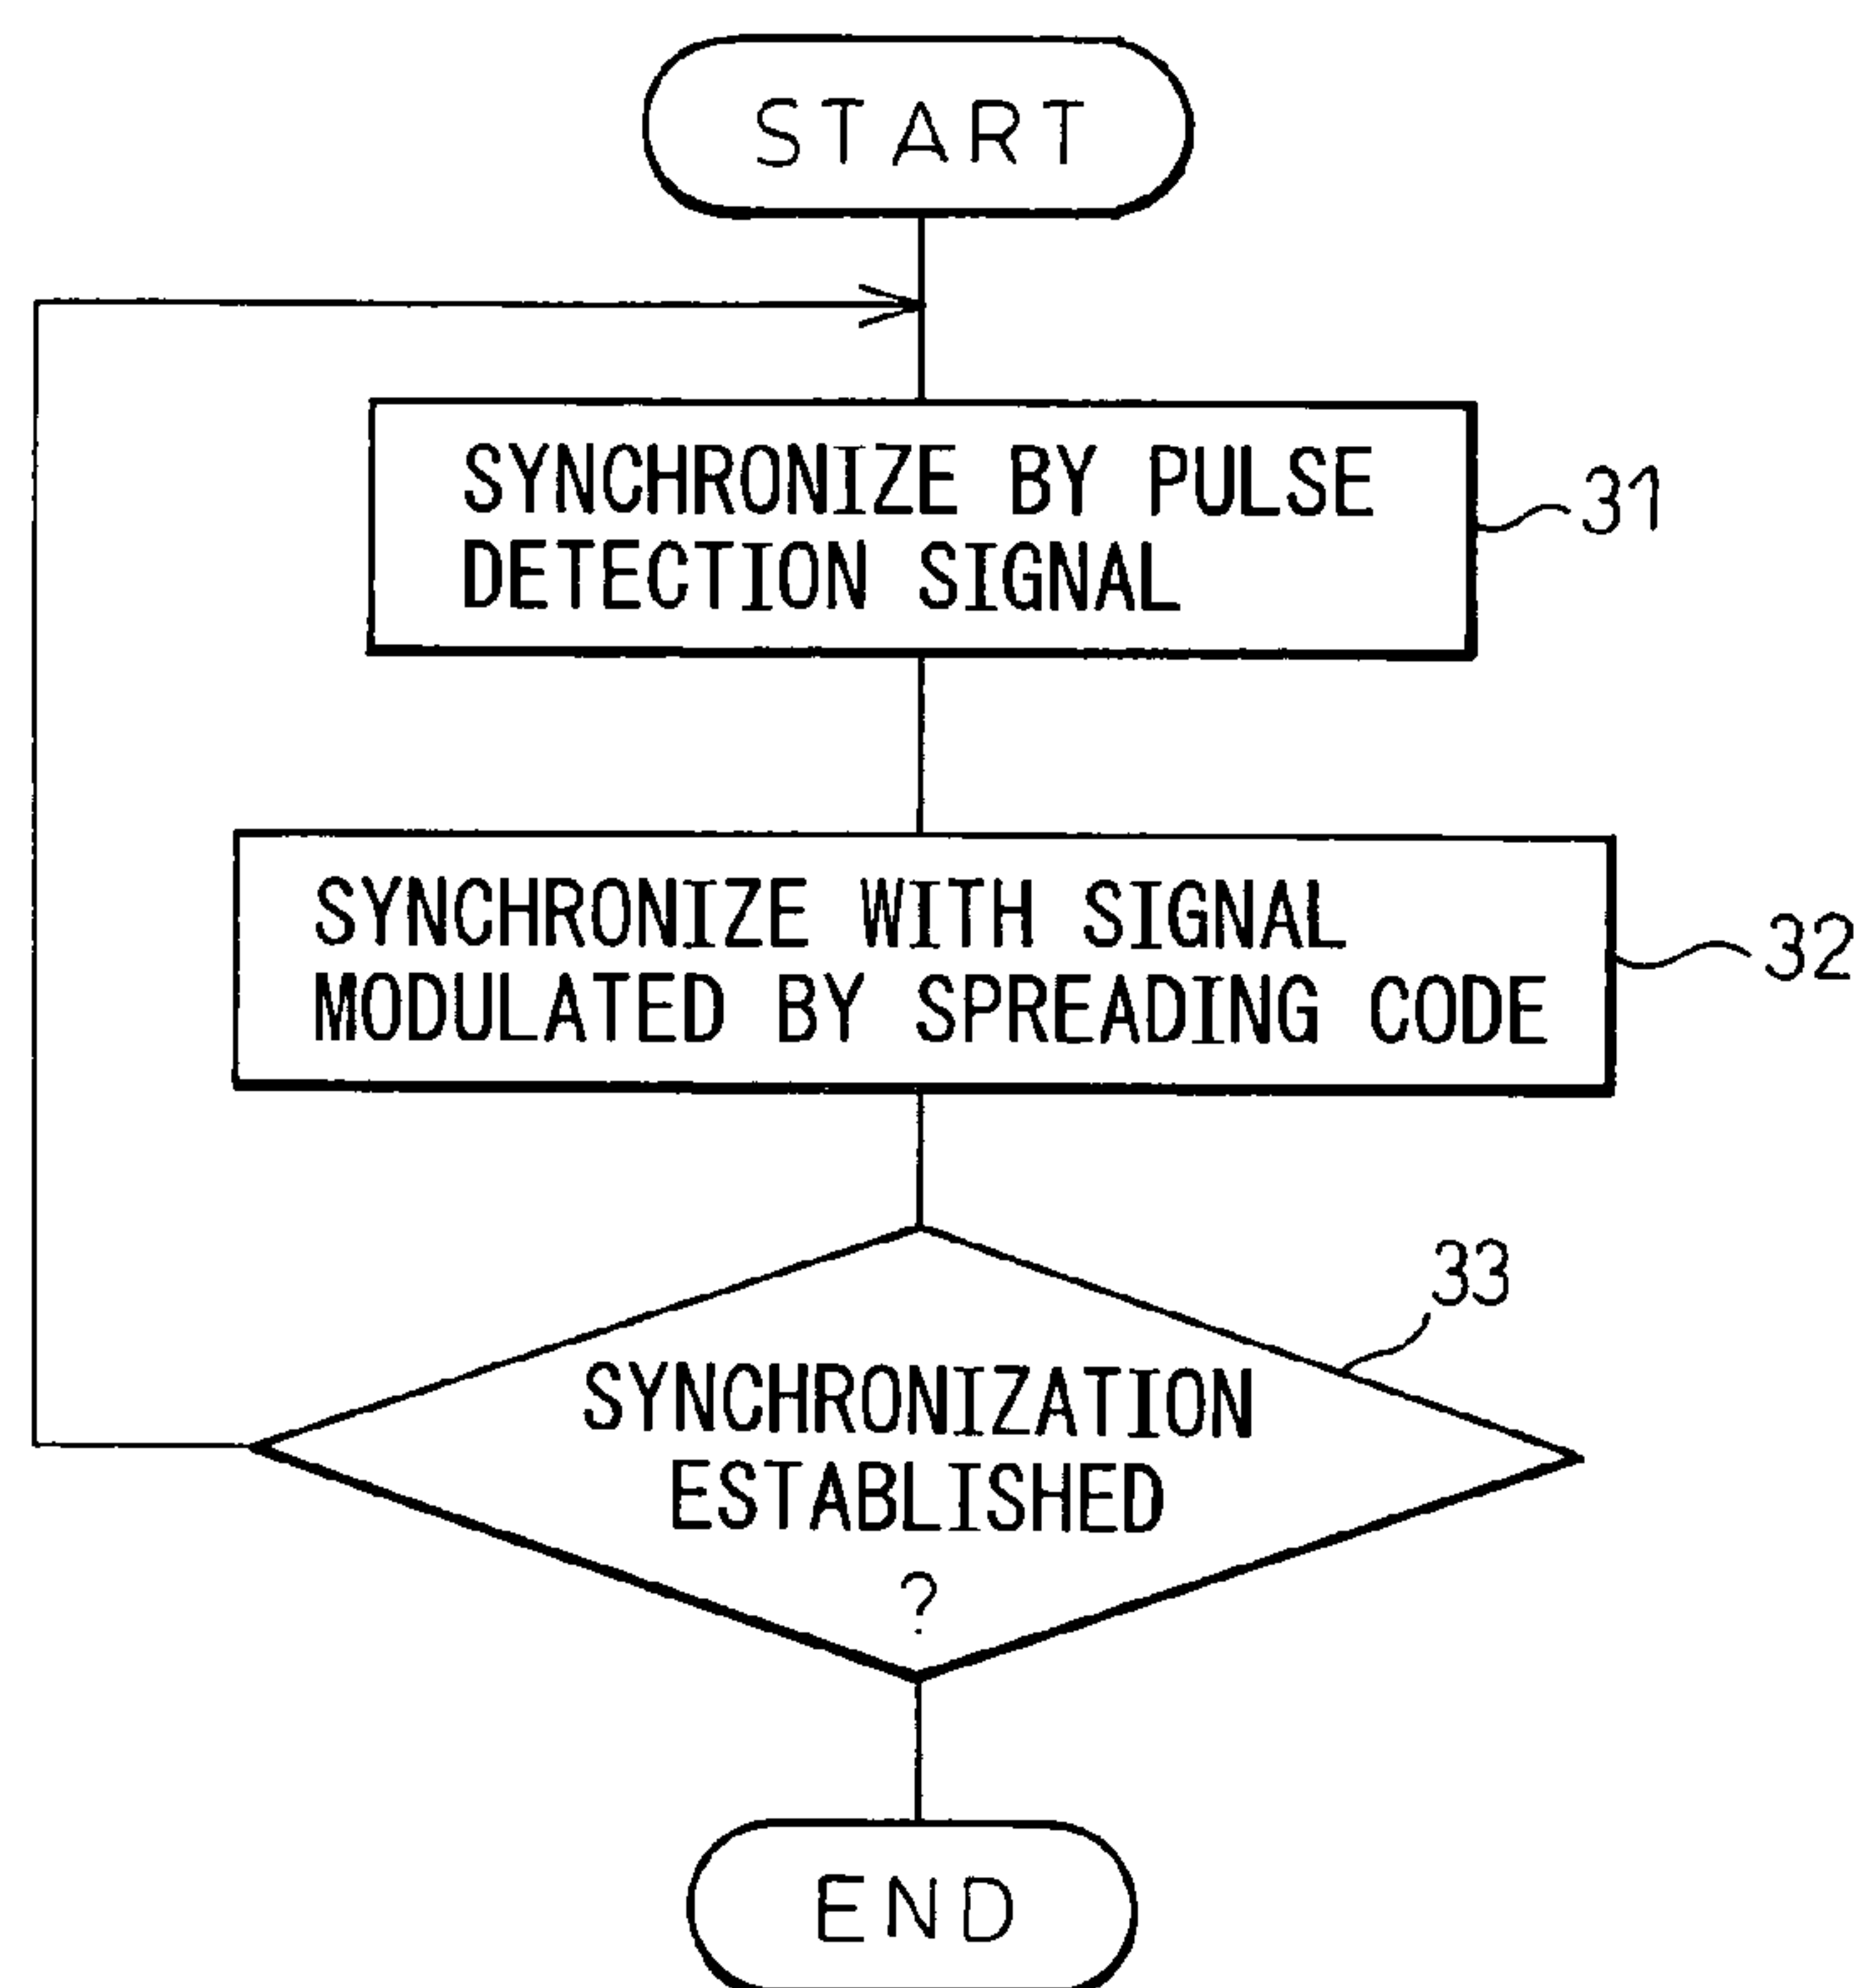 START
SYNCHRONIZE BY PULSE
DETECTION SIGNAL
31
SYNCHRONIZE WITH SIGNAL
MODULATED BY SPREADING CODE
32
33
SYNCHRONIZATION
ESTABLISHED
?
END